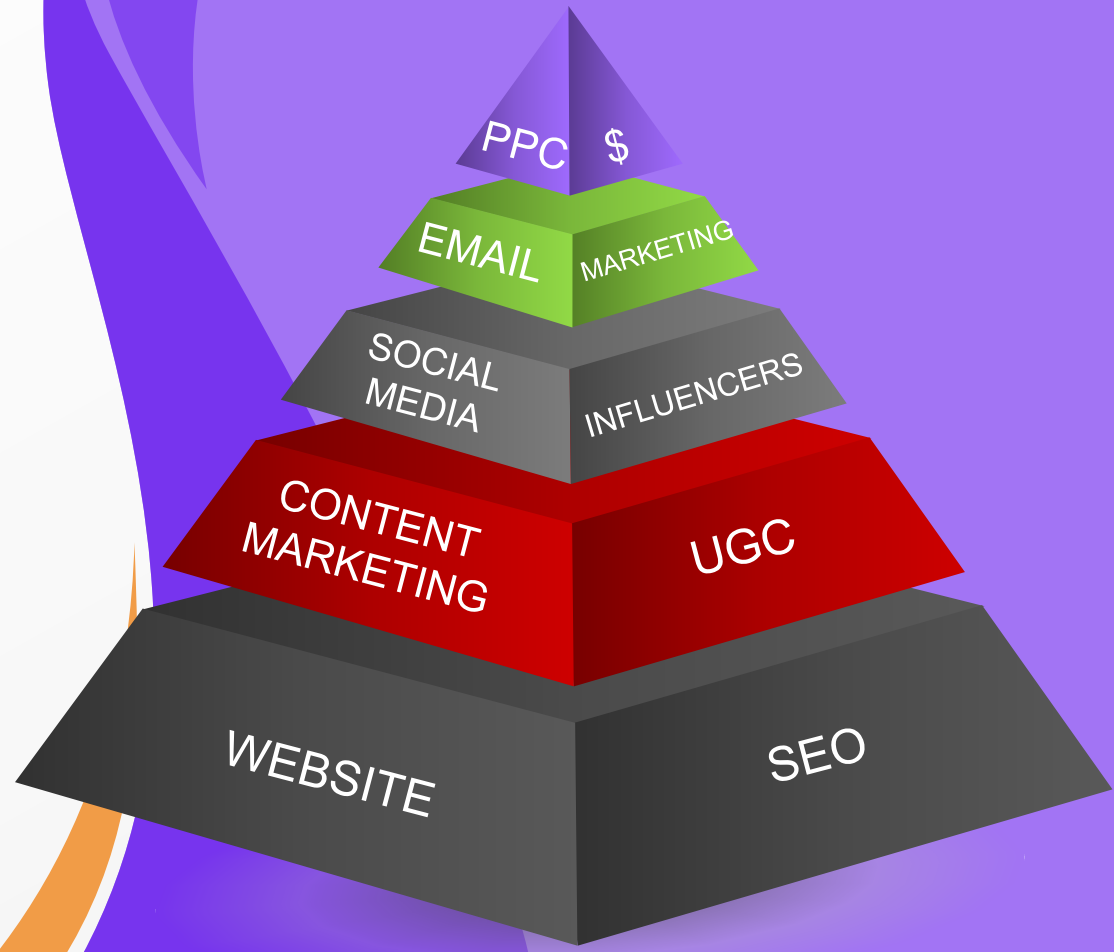 PPC $
EMAIL MARKETING
SOCIAL
MEDIA
INFLUENCERS
CONTENT
MARKETING
UGC
WEBSITE SEO